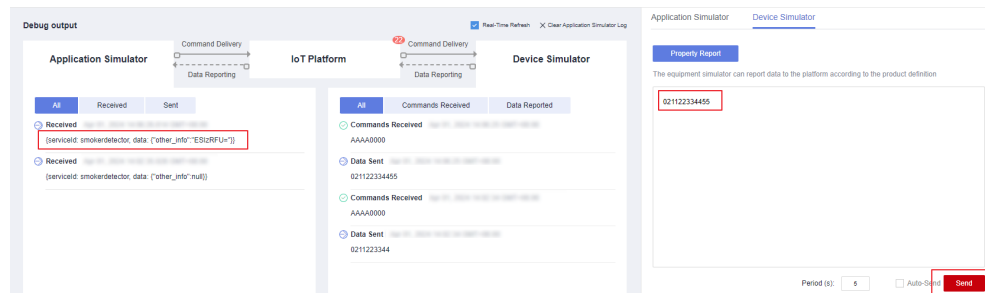 Debug output
Real-Time Refresh
Clear Application Simulator Log
Application Simulator
Command Delivery
Data Reporting
IoT Platform
22
Command Delivery
Data Reporting
Device Simulator
All Received Sent
Received
{serviceId: smokerdetector, data: {"other_info":"ESIzRFU="}}
Received
{serviceId: smokerdetector, data: {"other_info":null}}
All Commands Received Data Reported
Commands Received
AAAA0000
Data Sent
021122334455
Commands Received
AAAA0000
Data Sent
0211223344
Application Simulator Device Simulator
Property Report
The equipment simulator can report data to the platform according to the product definition
021122334455
Period (s): 5 Auto-Send Send